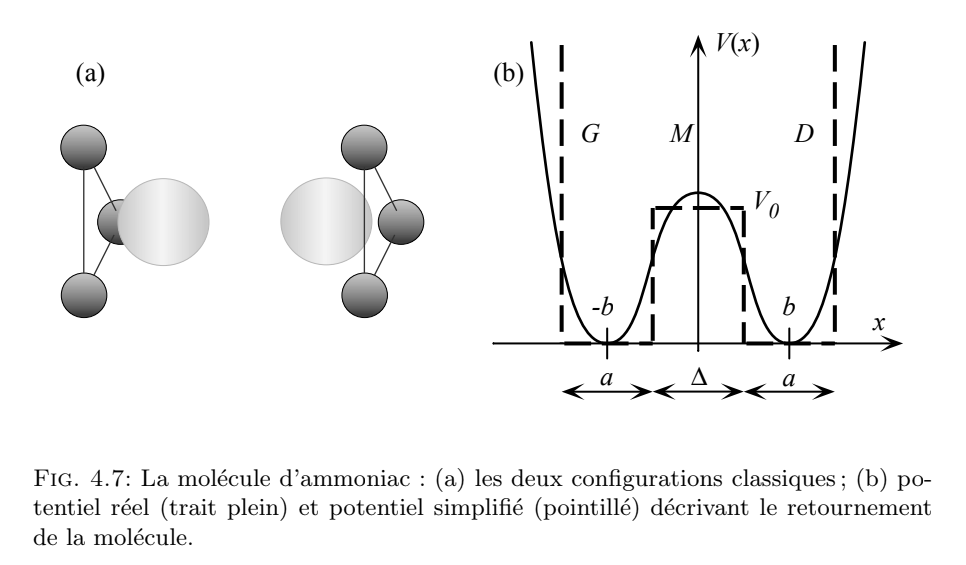 (a)
(b)
V(x)
G
M
D
V0
-b
b
x
a
Δ
a
FIG. 4.7: La molécule d'ammoniac : (a) les deux configurations classiques ; (b) po-
tentiel réel (trait plein) et potentiel simplifié (pointillé) décrivant le retournement
de la molécule.